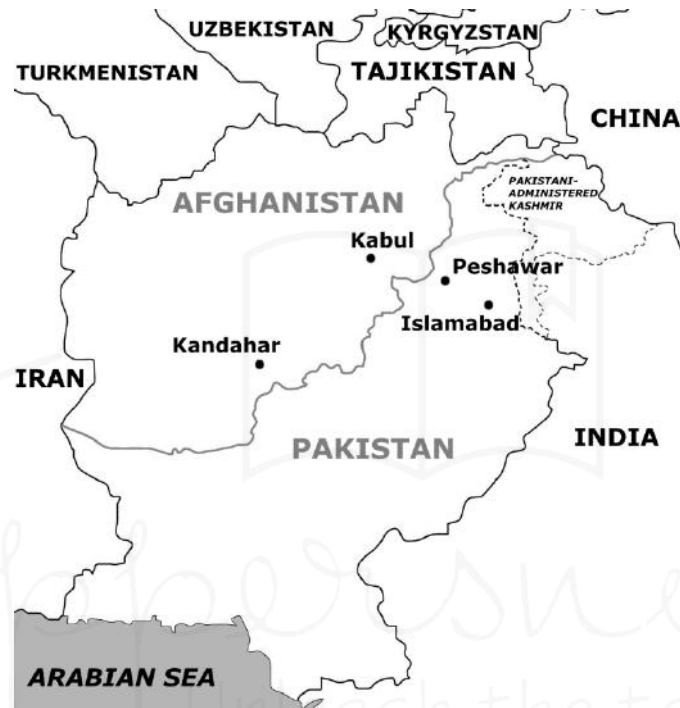 UZBEKISTAN
KYRGYZSTAN
TURKMENISTAN
TAJIKISTAN
CHINA
PAKISTANI-
ADMINISTERED
KASHMIR
AFGHANISTAN
Kabul
Peshawar
Islamabad
Kandahar
IRAN
PAKISTAN
INDIA
ARABIAN SEA